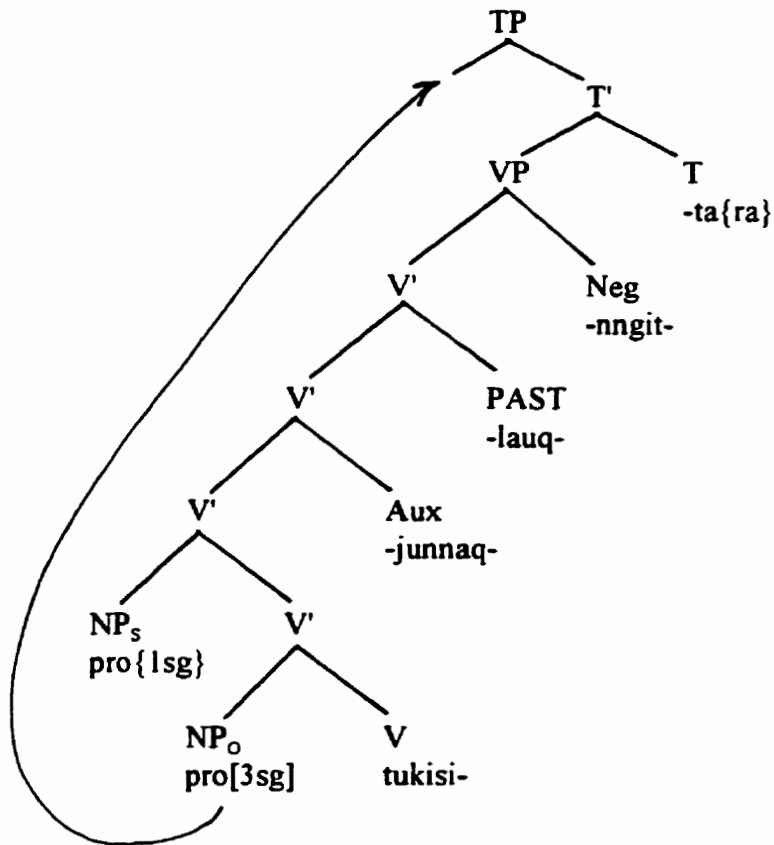 TP
T'
VP T
-ta{ra}
V' Neg
-nngit-
V' PAST
-lauq-
V' Aux
-junnaq-
NPs V'
pro{1sg}
NPo V
pro[3sg] tukisi-